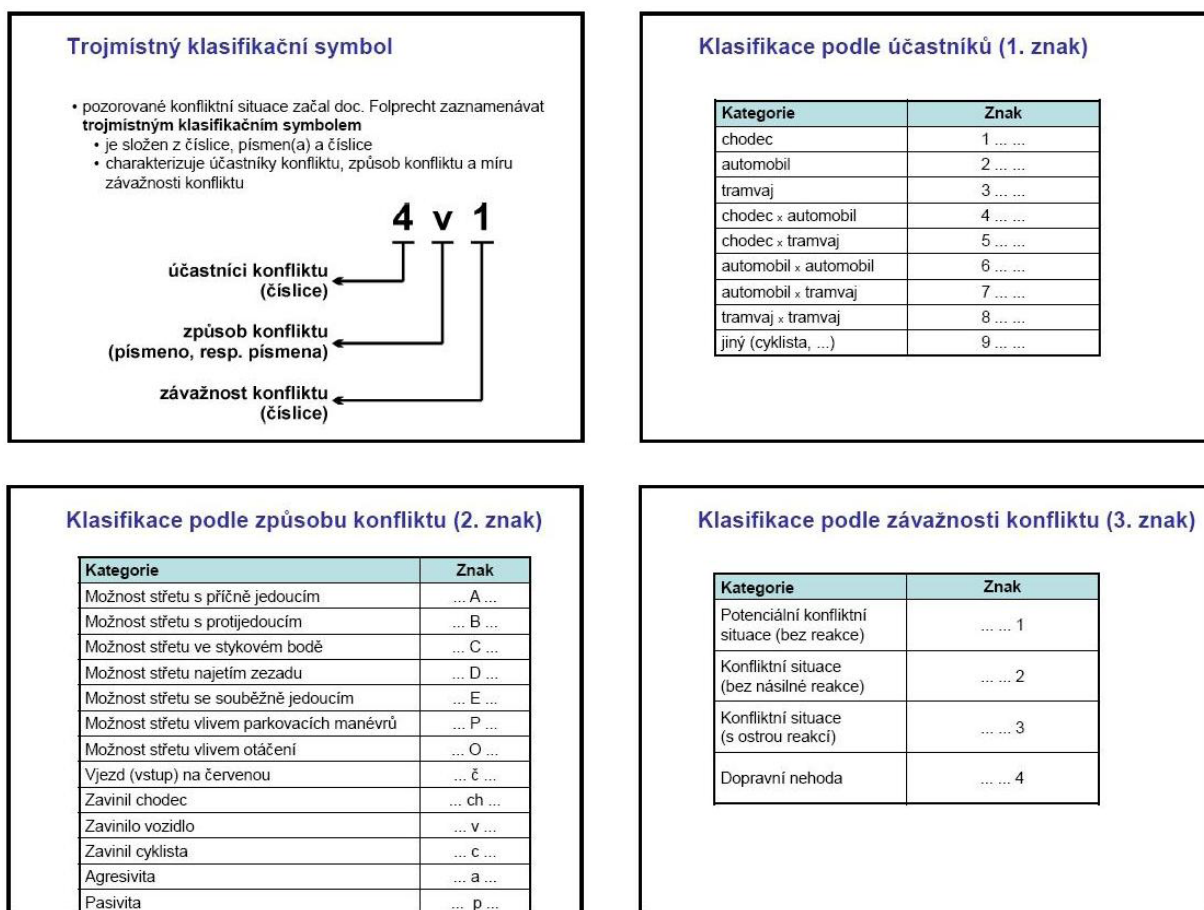 Trojmístný klasifikační symbol
• pozorované konfliktní situace začal doc. Folprecht zaznamenávat
trojmístným klasifikačním symbolem
• je složen z číslice, písmen(a) a číslice
• charakterizuje účastníky konfliktu, způsob konfliktu a míru
závažnosti konfliktu
4 v 1
účastníci konfliktu
(číslice)
způsob konfliktu
(písmeno, resp. písmena)
závažnost konfliktu
(číslice)
Klasifikace podle účastníků (1. znak)
Kategorie Znak
chodec 1 ... ...
automobil 2 ... ...
tramvaj 3 ... ...
chodec x automobil 4 ... ...
chodec x tramvaj 5 ... ...
automobil x automobil 6 ... ...
automobil x tramvaj 7 ... ...
tramvaj x tramvaj 8 ... ...
jiný (cyklista, ...) 9 ... ...
Klasifikace podle způsobu konfliktu (2. znak)
Kategorie Znak
Možnost střetu s příčně jedoucím ... A ...
Možnost střetu s protijedoucím ... B ...
Možnost střetu ve stykovém bodě ... C ...
Možnost střetu najetím zezadu ... D ...
Možnost střetu se souběžně jedoucím ... E ...
Možnost střetu vlivem parkovacích manévrů ... P ...
Možnost střetu vlivem otáčení ... O ...
Vjezd (vstup) na červenou ... č ...
Zavinil chodec ... ch ...
Zavinilo vozidlo ... v ...
Zavinil cyklista ... c ...
Agresivita ... a ...
Pasivita ... p ...
Klasifikace podle závažnosti konfliktu (3. znak)
Kategorie Znak
Potenciální konfliktní
situace (bez reakce) ... ... 1
Konfliktní situace
(bez násilné reakce) ... ... 2
Konfliktní situace
(s ostrou reakcí) ... ... 3
Dopravní nehoda ... ... 4